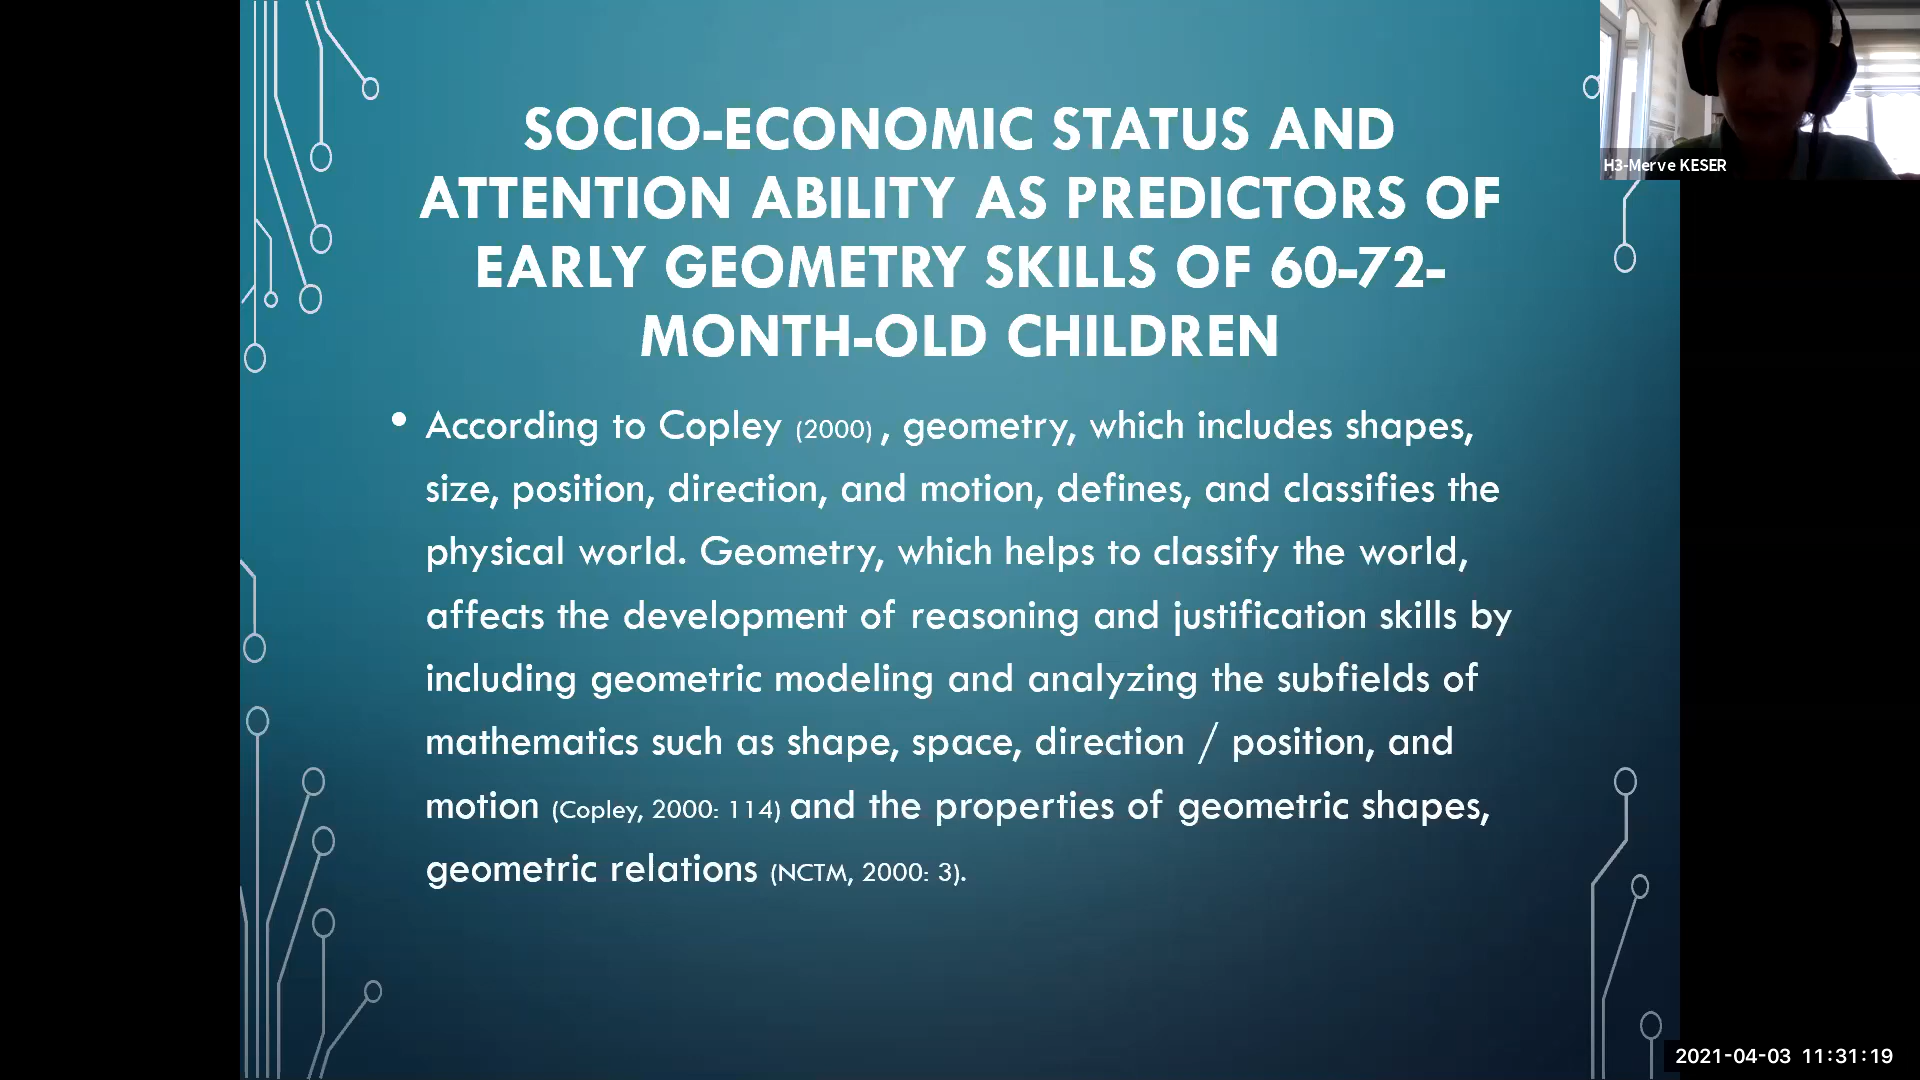 SOCIO-ECONOMIC STATUS AND
ATTENTION ABILITY AS PREDICTORS OF
EARLY GEOMETRY SKILLS OF 60-72-
MONTH-OLD CHILDREN
H3-Merve KESER
• According to Copley (2000) , geometry, which includes shapes,
size, position, direction, and motion, defines, and classifies the
physical world. Geometry, which helps to classify the world,
affects the development of reasoning and justification skills by
including geometric modeling and analyzing the subfields of
mathematics such as shape, space, direction / position, and
motion (Copley, 2000: 114) and the properties of geometric shapes,
geometric relations (NCTM, 2000: 3).
2021-04-03 11:31:19